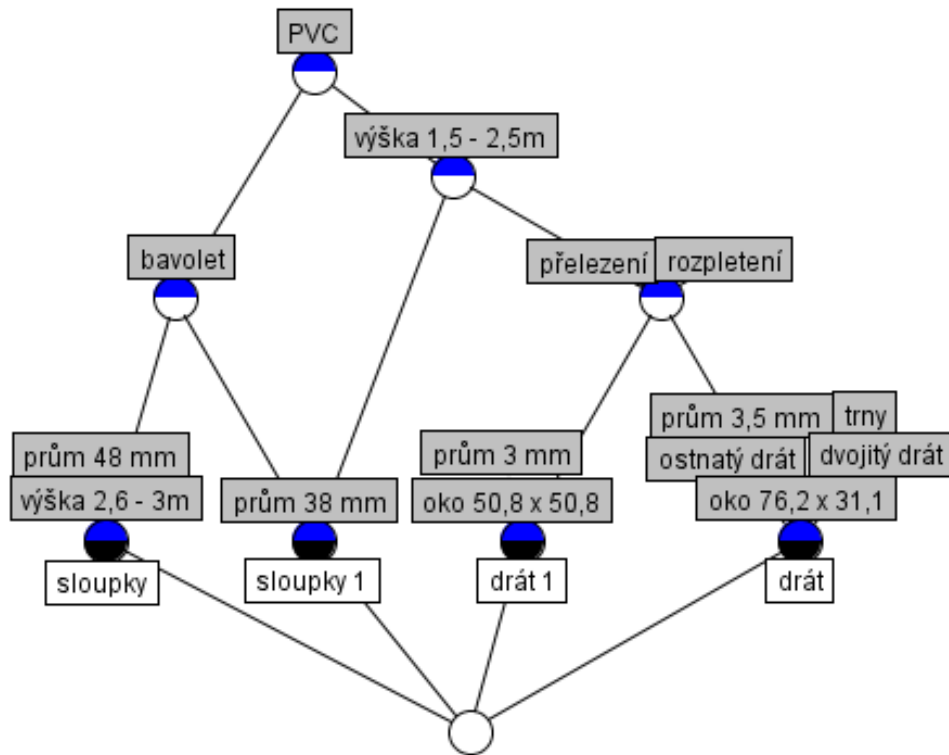 PVC
výška 1,5 - 2,5m
bavolet
přelezení
rozpletení
prům 48 mm
výška 2,6 - 3m
prům 38 mm
prům 3 mm
oko 50,8 x 50,8
prům 3,5 mm
trny
ostnatý drát
dvojitý drát
oko 76,2 x 31,1
sloupky
sloupky 1
drát 1
drát